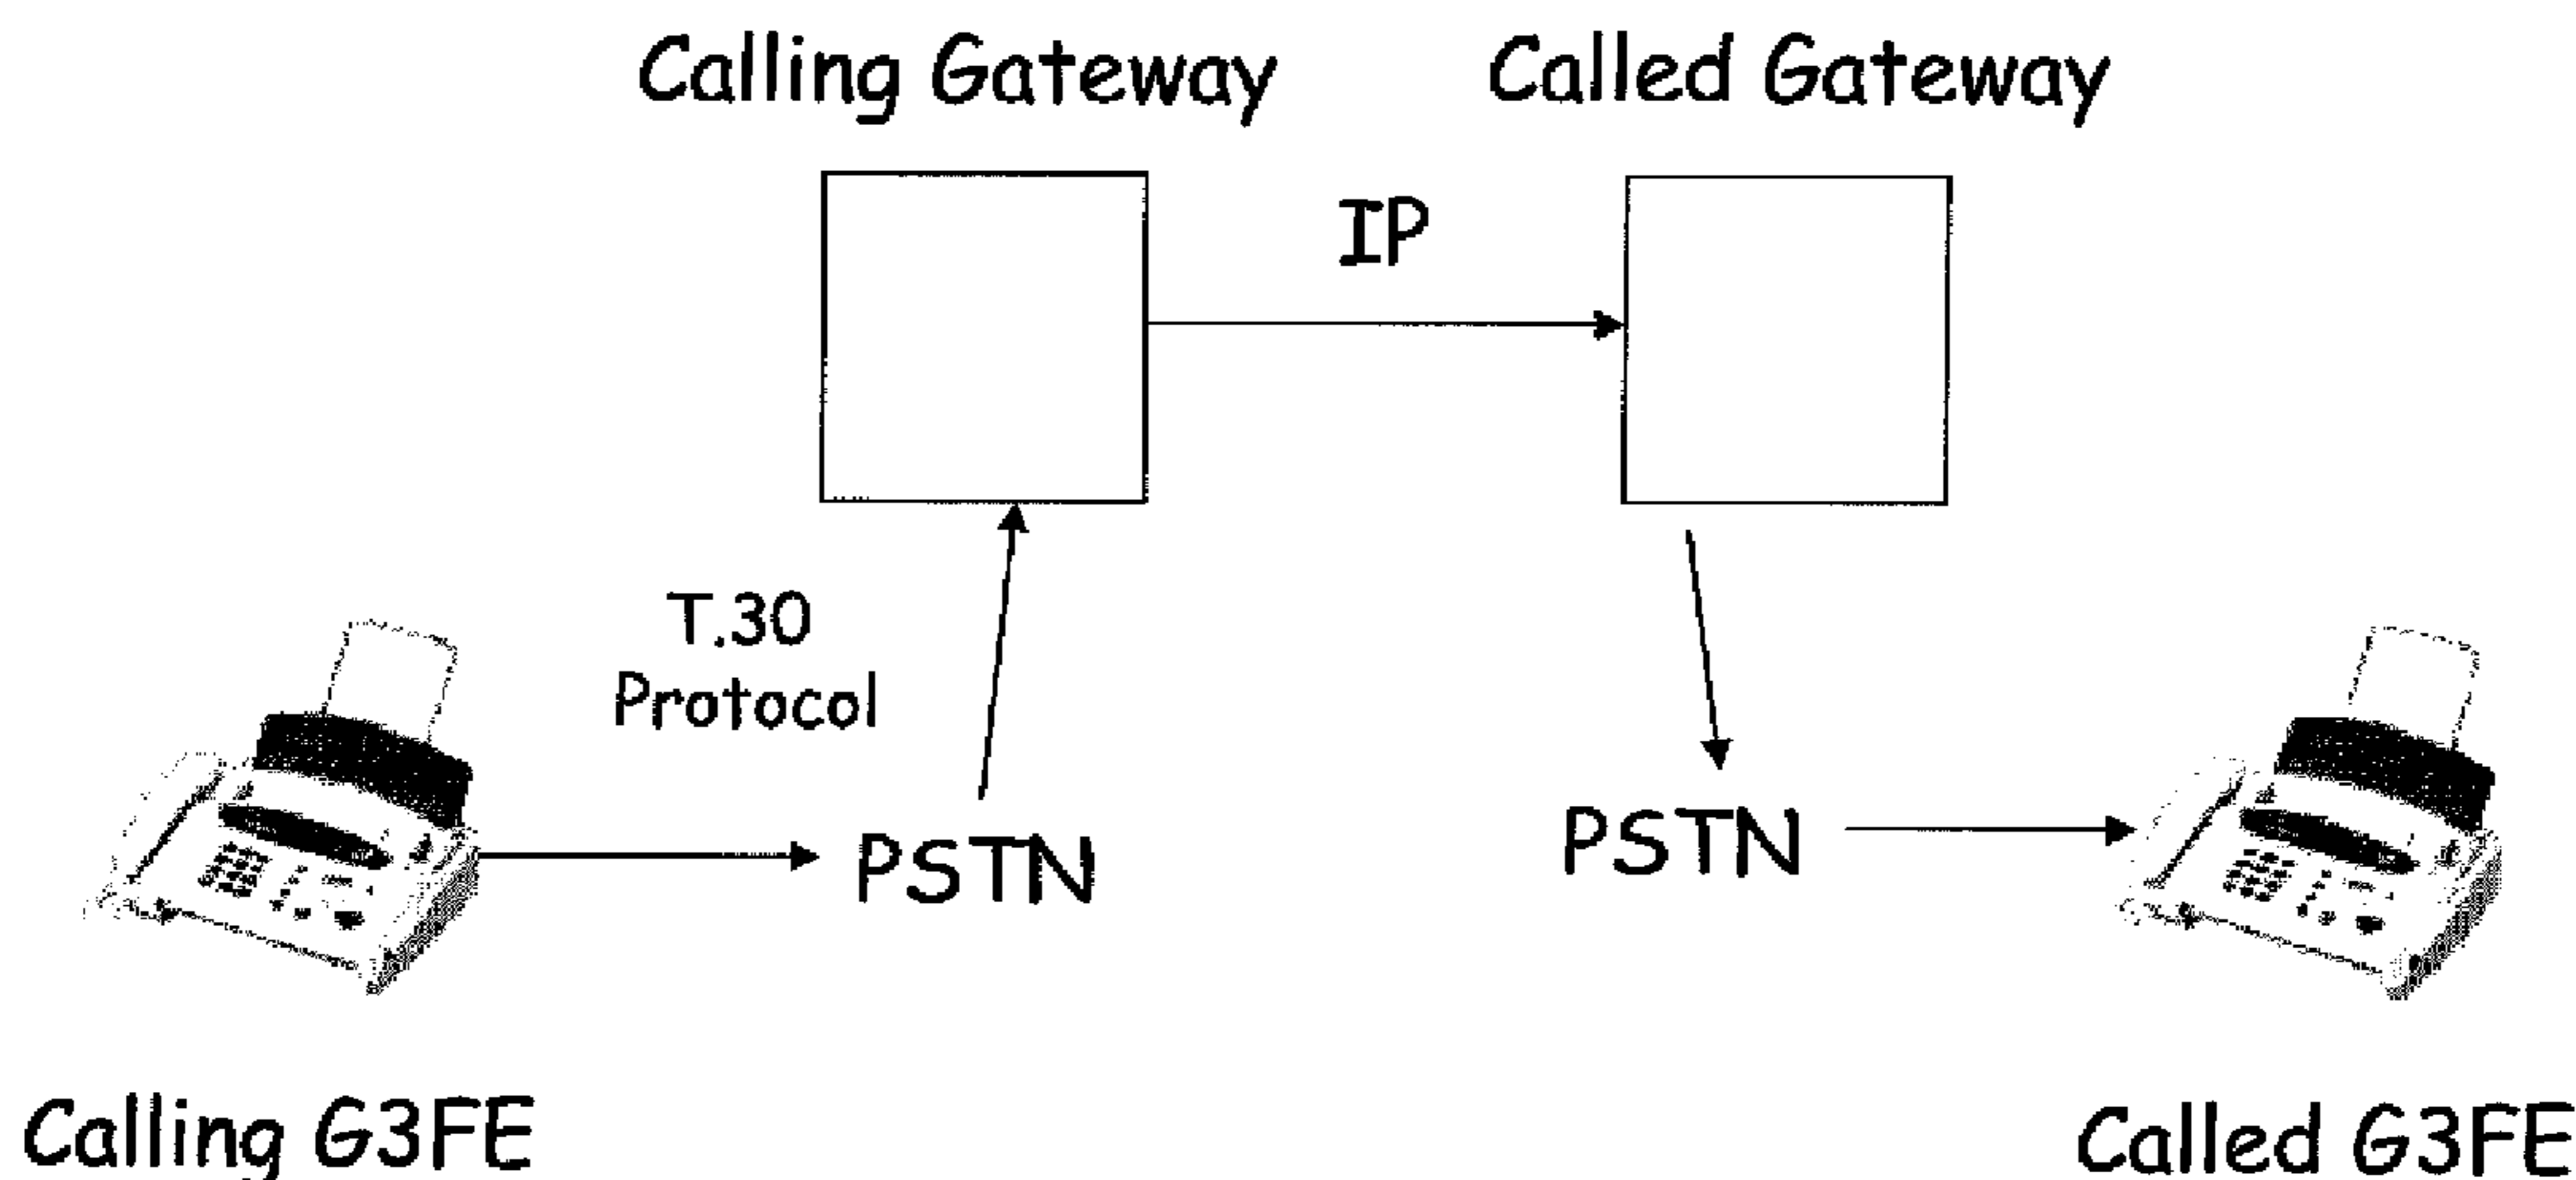 Calling Gateway
Called Gateway
IP
T.30
Protocol
PSTN
PSTN
Calling G3FE
Called G3FE